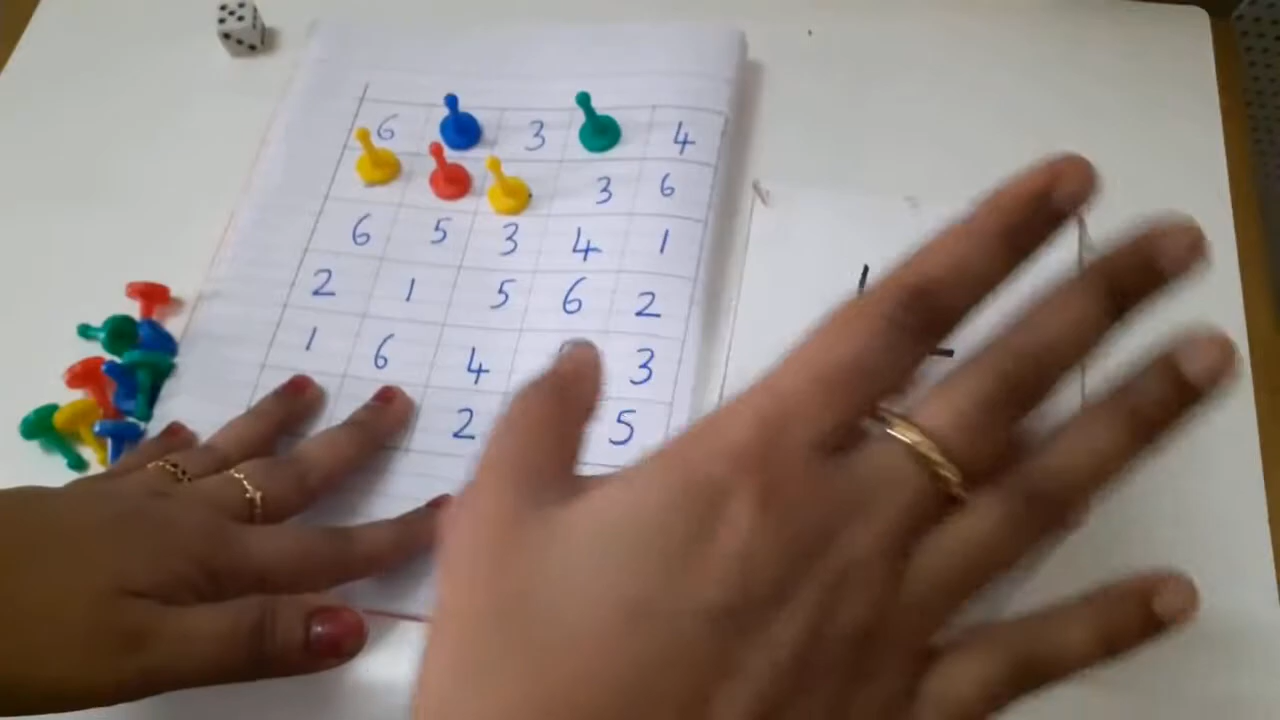 6 3 4
3 6
6 5 3 4 1
2 1 5 6 2
1 6 4 3
2 5